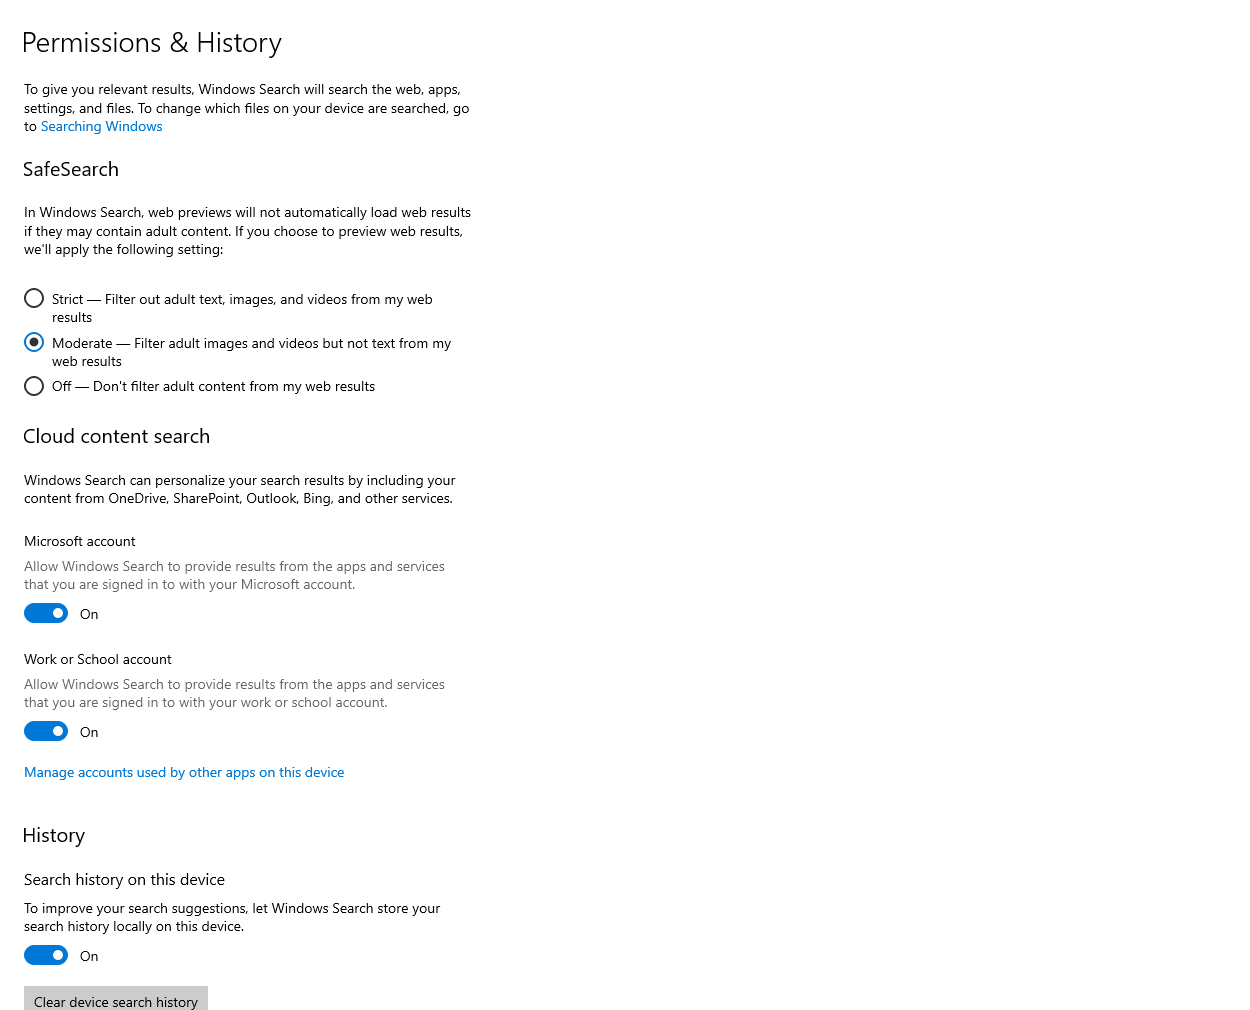 Permissions & History
To give you relevant results, Windows Search will search the web, apps,
settings, and files. To change which files on your device are searched, go
to Searching Windows
SafeSearch
In Windows Search, web previews will not automatically load web results
if they may contain adult content. If you choose to preview web results,
we'll apply the following setting:
Strict — Filter out adult text, images, and videos from my web
results
Moderate — Filter adult images and videos but not text from my
web results
Off — Don't filter adult content from my web results
Cloud content search
Windows Search can personalize your search results by including your
content from OneDrive, SharePoint, Outlook, Bing, and other services.
Microsoft account
Allow Windows Search to provide results from the apps and services
that you are signed in to with your Microsoft account.
On
Work or School account
Allow Windows Search to provide results from the apps and services
that you are signed in to with your work or school account.
On
Manage accounts used by other apps on this device
History
Search history on this device
To improve your search suggestions, let Windows Search store your
search history locally on this device.
On
Clear device search history